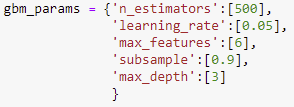 gbm_params = {'n_estimators':[500],
'learning_rate':[0.05],
'max_features':[6],
'subsample':[0.9],
'max_depth':[3]
}